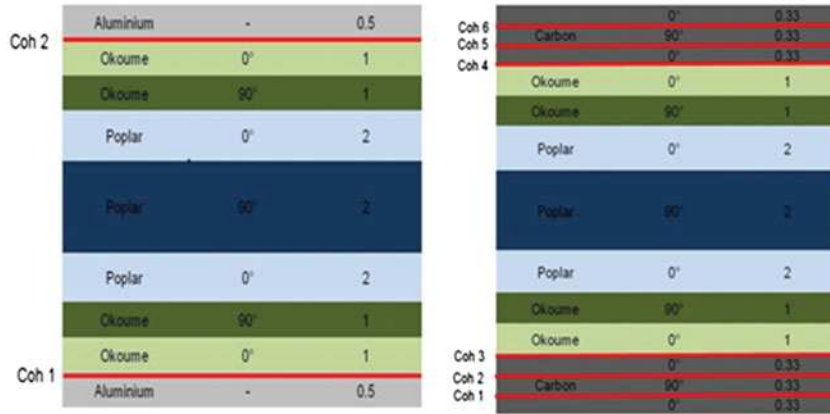 Aluminium - 0.5
Coh 2
Okoume 0° 1
Okoume 90° 1
Poplar 0° 2
Poplar 90° 2
Poplar 0° 2
Okoume 90° 1
Okoume 0° 1
Coh 1
Aluminium - 0.5
0° 0.33
Coh 6
Carbon 90° 0.33
Coh 5
0° 0.33
Coh 4
Okoume 0° 1
Okoume 90° 1
Poplar 0° 2
Poplar 90° 2
Poplar 0° 2
Okoume 90° 1
Okoume 0° 1
Coh 3
0° 0.33
Coh 2
Carbon 90° 0.33
Coh 1
0° 0.33